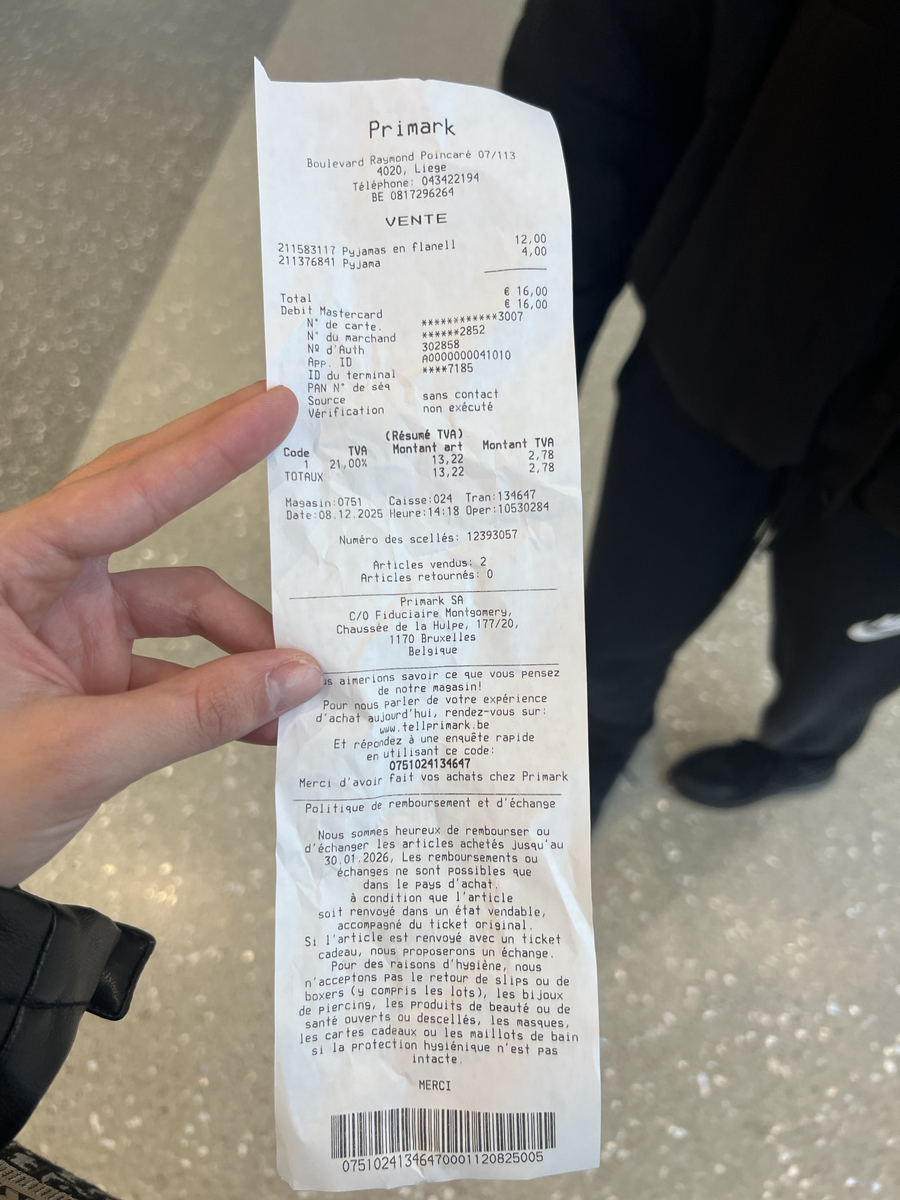 Primark
Boulevard Raymond Poincaré 07/113
4020, Liege
Téléphone: 043422194
BE 0817296264
VENTE
211583117 Pyjamas en flanell 12,00
211376841 Pyjama 4,00
Total € 16,00
Debit Mastercard € 16,00
N° de carte. ************3007
N° du marchand ******2852
Nº d'Auth 302858
App. ID A0000000041010
ID du terminal ****7185
PAN N° de séq
Source sans contact
Vérification non exécuté
(Résumé TVA)
Code TVA Montant art Montant TVA
1 21,00% 13,22 2,78
TOTAUX 13,22 2,78
Magasin:0751 Caisse:024 Tran:134647
Date:08.12.2025 Heure:14:18 Oper:10530284
Numéro des scellés: 12393057
Articles vendus: 2
Articles retournés: 0
Primark SA
C/O Fiduciaire Montgomery,
Chaussée de la Hulpe, 177/20,
1170 Bruxelles
Belgique
aimerions savoir ce que vous pensez
de notre magasin!
Pour nous parler de votre expérience
d'achat aujourd'hui, rendez-vous sur:
www.tellprimark.be
Et répondez à une enquête rapide
en utilisant ce code:
0751024134647
Merci d'avoir fait vos achats chez Primark
Politique de remboursement et d'échange
Nous sommes heureux de rembourser ou
d'échanger les articles achetés jusqu'au
30.01.2026, Les remboursements ou
échanges ne sont possibles que
dans le pays d'achat.
à condition que l'article
soit renvoyé dans un état vendable,
accompagné du ticket original.
Si l'article est renvoyé avec un ticket
cadeau, nous proposerons un échange.
Pour des raisons d'hygiène, nous
n'acceptons pas le retour de slips ou de
boxers (y compris les lots), les bijoux
de piercing, les produits de beauté ou de
santé ouverts ou descellés, les masques,
les cartes cadeaux ou les maillots de bain
si la protection hygiénique n'est pas
intacte.
MERCI
07510241346470001120825005